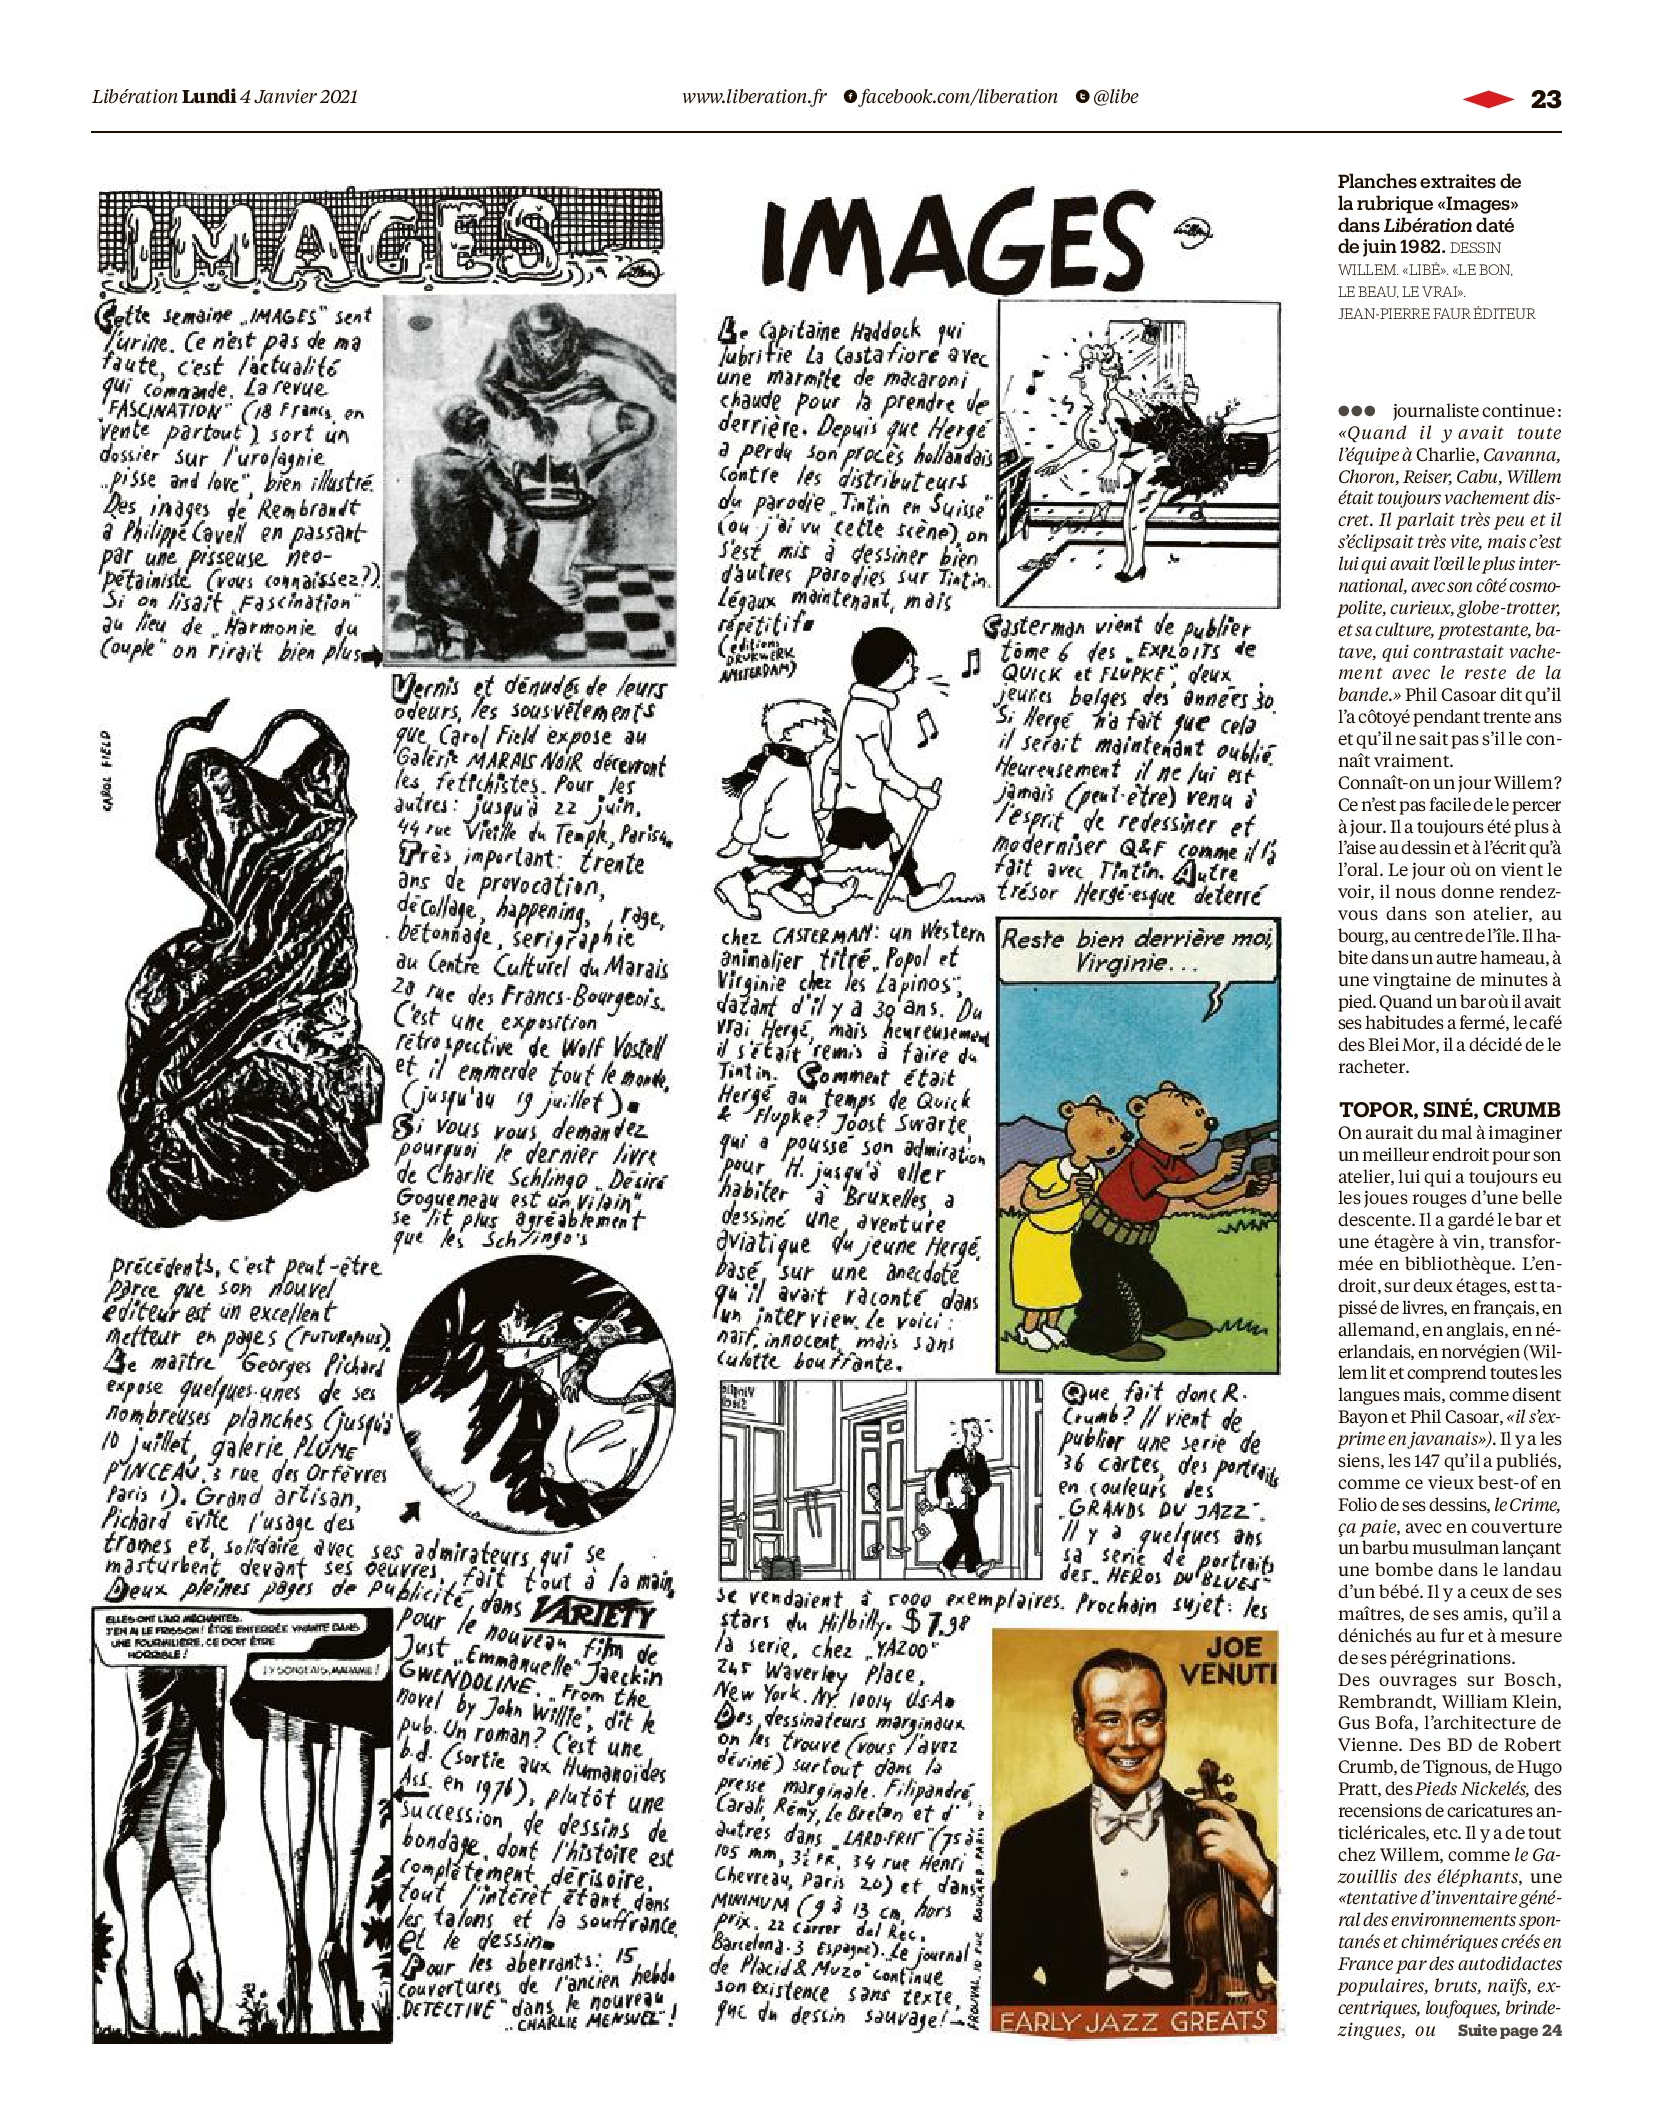 Libération Lundi 4 Janvier 2021
www.liberation.fr facebook.com/liberation @libe
23
IMAGES
Cette semaine „IMAGES” sent
l'urine. Ce n'est pas de ma
faute, c'est l'actualité
qui commande. La revue
„FASCINATION” (18 Francs, en
vente partout) sort un
dossier sur l'urolagnie
„pisse and love”, bien illustré.
Des images de Rembrandt
à Philippe Cavell en passant
par une pisseuse néo-
pétainiste (vous connaissez?).
Si on lisait „Fascination”
au lieu de „Harmonie du
Couple” on rirait bien plus
CAROL FIELD
Vernis et dénudés de leurs
odeurs, les sous-vêtements
que Carol Field expose au
Galerie MARAIS NOIR décevront
les fetichistes. Pour les
autres: jusqu'à 22 juin.
44 rue Vieille du Temple, Paris
Très important: trente
ans de provocation,
décollage, happening, rage,
bétonnage, serigraphie
au Centre Culturel du Marais
28 rue des Francs-Bourgeois.
C'est une exposition
rétrospective de Wolf Vostell
et il emmerde tout le monde.
(jusqu'au 19 juillet).
Si vous vous demandez
pourquoi le dernier livre
de Charlie Schlingo „Désiré
Gogueneau est un vilain”
se lit plus agréablement
que les Schlingo's
précédents, c'est peut-être
parce que son nouvel
éditeur est un excellent
metteur en pages (FUTUROPOLIS).
Le maître Georges Pichard
expose quelques-unes de ses
nombreuses planches (jusqu'à
10 juillet, galerie PLUME
PINCEAU, 3 rue des Orfèvres
Paris 1). Grand artisan,
Pichard évite l'usage des
trames et, solidaire avec ses admirateurs qui se
masturbent devant ses oeuvres, fait tout à la main.
Deux pleines pages de publicité, dans VARIETY
pour le nouveau film de
Just „Emmanuelle” Jaeckin
GWENDOLINE. „From the
novel by John Willie”, dit le
pub. Un roman? C'est une
b.d. (sortie aux Humanoïdes
Ass. en 1976), plutôt une
succession de dessins de
bondage, dont l'histoire est
complètement dérisoire,
tout l'intérêt étant dans
les talons et la souffrance
et le dessin.
Pour les aberrants: 15
couvertures de l'ancien hebdo
„DETECTIVE” dans le nouveau
„CHARLIE MENSUEL”!
ELLES ONT L'AIR MÉCHANTES.
J'EN AI LE FRISSON! ÊTRE ENTERRÉE VIVANTE DANS
UNE FOURMILIÈRE, CE DOIT ÊTRE
HORRIBLE!
J'Y SONGEAIS, MADAME!
IMAGES
Le Capitaine Haddock qui
lubrifie La Castafiore avec
une marmite de macaroni
chaude pour la prendre de
derrière. Depuis que Hergé
a perdu son procès hollandais
contre les distributeurs
du parodie „Tintin en Suisse”
(ou j'ai vu cette scène), on
s'est mis à dessiner bien
d'autres parodies sur Tintin.
Légaux maintenant, mais
répétitif.
(éditions
DRUKWERK
AMSTERDAM)
Casterman vient de publier
tôme 6 des „EXPLOITS de
QUICK et FLUPKE”, deux
jeunes belges des années 30.
Si Hergé n'a fait que cela
il serait maintenant oublié.
Heureusement il ne lui est
jamais (peut-être) venu à
l'esprit de redessiner et
moderniser Q&F comme il l'a
fait avec Tintin. Autre
trésor Hergé-esque déterré
chez CASTERMAN: un Western
animalier titré „Popol et
Virginie chez les Lapinos”,
datant d'il y a 30 ans. Du
vrai Hergé, mais heureusement
il s'était remis à faire du
Tintin. Comment était
Hergé au temps de Quick
& Flupke? Joost Swarte,
qui a poussé son admiration
pour H. jusqu'à aller
habiter à Bruxelles, a
dessiné une aventure
aviatique du jeune Hergé,
basé sur une anecdote
qu'il avait raconté dans
un interview. Le voici:
naïf, innocent, mais sans
culotte bouffante.
Reste bien derrière moi,
Virginie...
Que fait donc R.
Crumb? Il vient de
publier une serie de
36 cartes, des portraits
en couleurs des
„GRANDS DU JAZZ”.
Il y a quelques ans
sa serie de portraits
des „HEROS DU BLUES”
se vendaient à 5000 exemplaires. Prochain sujet: les
stars du Hilbilly. $7.98
la serie, chez „YAZOO”
245 Waverley Place,
New York. NY. 10014 USA.
Des dessinateurs marginaux
on les trouve (vous l'avez
déviné) surtout dans la
presse marginale. Filipandré,
Carali, Rémy, Le Breton et d'
autres dans „LARD-FRIT” (75 à
105 mm, 3½ FR, 34 rue Henri
Chevreau, Paris 20) et dans
MINIMUM (9 à 13 cm, hors
prix. 22 carrer del Rec.
Barcelona. 3 Espagne). Le journal
de Placid & Muzo continue
son existence sans texte,
que du dessin sauvage!
JOE
VENUTI
EARLY JAZZ GREATS
Planches extraites de
la rubrique «Images»
dans Libération daté
de juin 1982. DESSIN
WILLEM. «LIBÉ». «LE BON,
LE BEAU, LE VRAI».
JEAN-PIERRE FAUR ÉDITEUR
●●● journaliste continue :
«Quand il y avait toute
l'équipe à Charlie, Cavanna,
Choron, Reiser, Cabu, Willem
était toujours vachement dis-
cret. Il parlait très peu et il
s'éclipsait très vite, mais c'est
lui qui avait l'œil le plus inter-
national, avec son côté cosmo-
polite, curieux, globe-trotter,
et sa culture, protestante, ba-
tave, qui contrastait vache-
ment avec le reste de la
bande.» Phil Casoar dit qu'il
l'a côtoyé pendant trente ans
et qu'il ne sait pas s'il le con-
naît vraiment.
Connaît-on un jour Willem?
Ce n'est pas facile de le percer
à jour. Il a toujours été plus à
l'aise au dessin et à l'écrit qu'à
l'oral. Le jour où on vient le
voir, il nous donne rendez-
vous dans son atelier, au
bourg, au centre de l'île. Il ha-
bite dans un autre hameau, à
une vingtaine de minutes à
pied. Quand un bar où il avait
ses habitudes a fermé, le café
des Blei Mor, il a décidé de le
racheter.
TOPOR, SINÉ, CRUMB
On aurait du mal à imaginer
un meilleur endroit pour son
atelier, lui qui a toujours eu
les joues rouges d'une belle
descente. Il a gardé le bar et
une étagère à vin, transfor-
mée en bibliothèque. L'en-
droit, sur deux étages, est ta-
pissé de livres, en français, en
allemand, en anglais, en né-
erlandais, en norvégien (Wil-
lem lit et comprend toutes les
langues mais, comme disent
Bayon et Phil Casoar, «il s'ex-
prime en javanais»). Il y a les
siens, les 147 qu'il a publiés,
comme ce vieux best-of en
Folio de ses dessins, le Crime,
ça paie, avec en couverture
un barbu musulman lançant
une bombe dans le landau
d'un bébé. Il y a ceux de ses
maîtres, de ses amis, qu'il a
dénichés au fur et à mesure
de ses pérégrinations.
Des ouvrages sur Bosch,
Rembrandt, William Klein,
Gus Bofa, l'architecture de
Vienne. Des BD de Robert
Crumb, de Tignous, de Hugo
Pratt, des Pieds Nickelés, des
recensions de caricatures an-
ticléricales, etc. Il y a de tout
chez Willem, comme le Ga-
zouillis des éléphants, une
«tentative d'inventaire géné-
ral des environnements spon-
tanés et chimériques créés en
France par des autodidactes
populaires, bruts, naïfs, ex-
centriques, loufoques, brinde-
zingues, ou Suite page 24